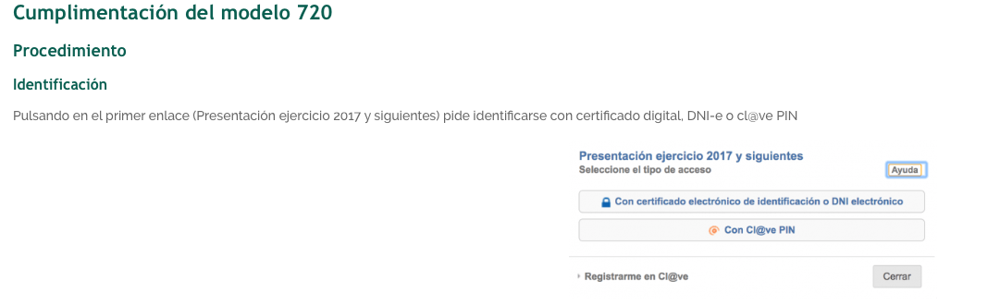 Cumplimentación del modelo 720
Procedimiento
Identificación
Pulsando en el primer enlace (Presentación ejercicio 2017 y siguientes) pide identificarse con certificado digital, DNI-e o cl@ve PIN
Presentación ejercicio 2017 y siguientes
Seleccione el tipo de acceso
Ayuda
Con certificado electrónico de identificación o DNI electrónico
Con Cl@ve PIN
Registrarme en Cl@ve
Cerrar